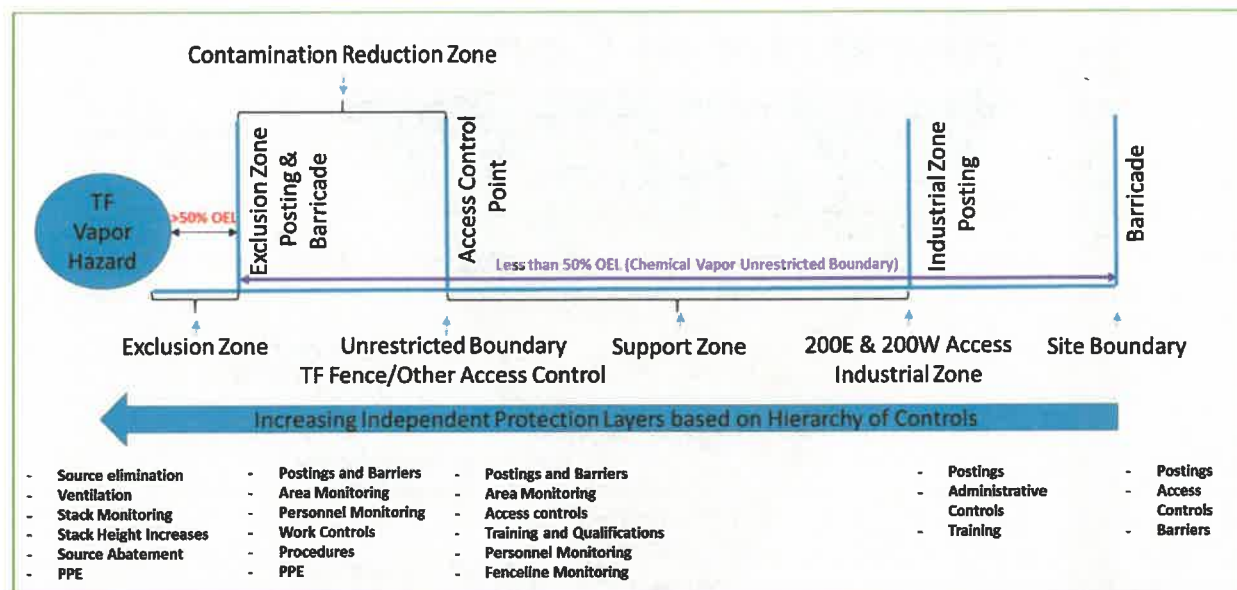 Contamination Reduction Zone
TF
Vapor
Hazard
>50% OEL
Exclusion Zone
Posting &
Barricade
Access Control
Point
Industrial Zone
Posting
Barricade
Less than 50% OEL (Chemical Vapor Unrestricted Boundary)
Exclusion Zone
Unrestricted Boundary
TF Fence/Other Access Control
Support Zone
200E & 200W Access
Industrial Zone
Site Boundary
Increasing Independent Protection Layers based on Hierarchy of Controls
- Source elimination
- Ventilation
- Stack Monitoring
- Stack Height Increases
- Source Abatement
- PPE
- Postings and Barriers
- Area Monitoring
- Personnel Monitoring
- Work Controls
- Procedures
- PPE
- Postings and Barriers
- Area Monitoring
- Access controls
- Training and Qualifications
- Personnel Monitoring
- Fenceline Monitoring
- Postings
- Administrative
Controls
- Training
- Postings
- Access
Controls
- Barriers